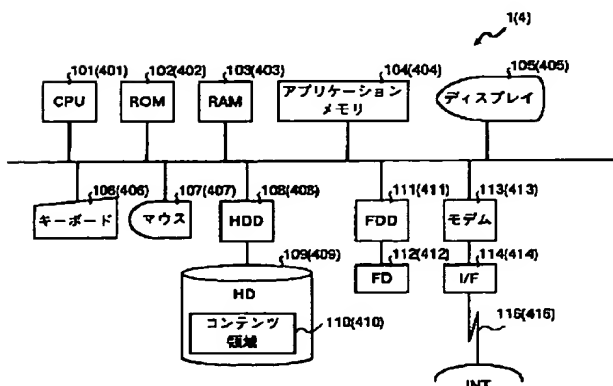 1(4)
101(401) 102(402) 103(403) 104(404) 105(405)
CPU ROM RAM アプリケーション
メモリ ディスプレイ
106(406) 107(407) 108(408) 111(411) 113(413)
キーボード マウス HDD FDD モデム
109(409) 112(412) 114(414)
HD FD I/F
コンテンツ
領域 110(410) 115(415)
INT